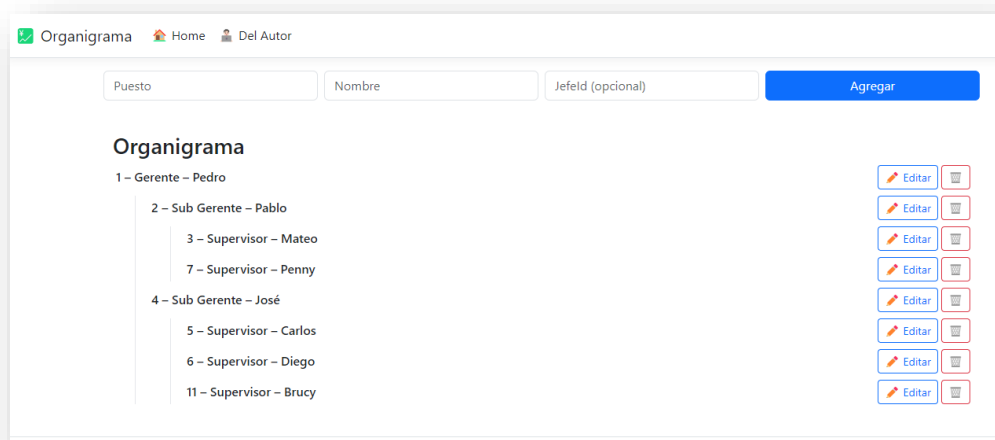 Organigrama Home Del Autor
Puesto Nombre JefeId (opcional) Agregar
Organigrama
1 – Gerente – Pedro Editar
2 – Sub Gerente – Pablo Editar
3 – Supervisor – Mateo Editar
7 – Supervisor – Penny Editar
4 – Sub Gerente – José Editar
5 – Supervisor – Carlos Editar
6 – Supervisor – Diego Editar
11 – Supervisor – Brucy Editar